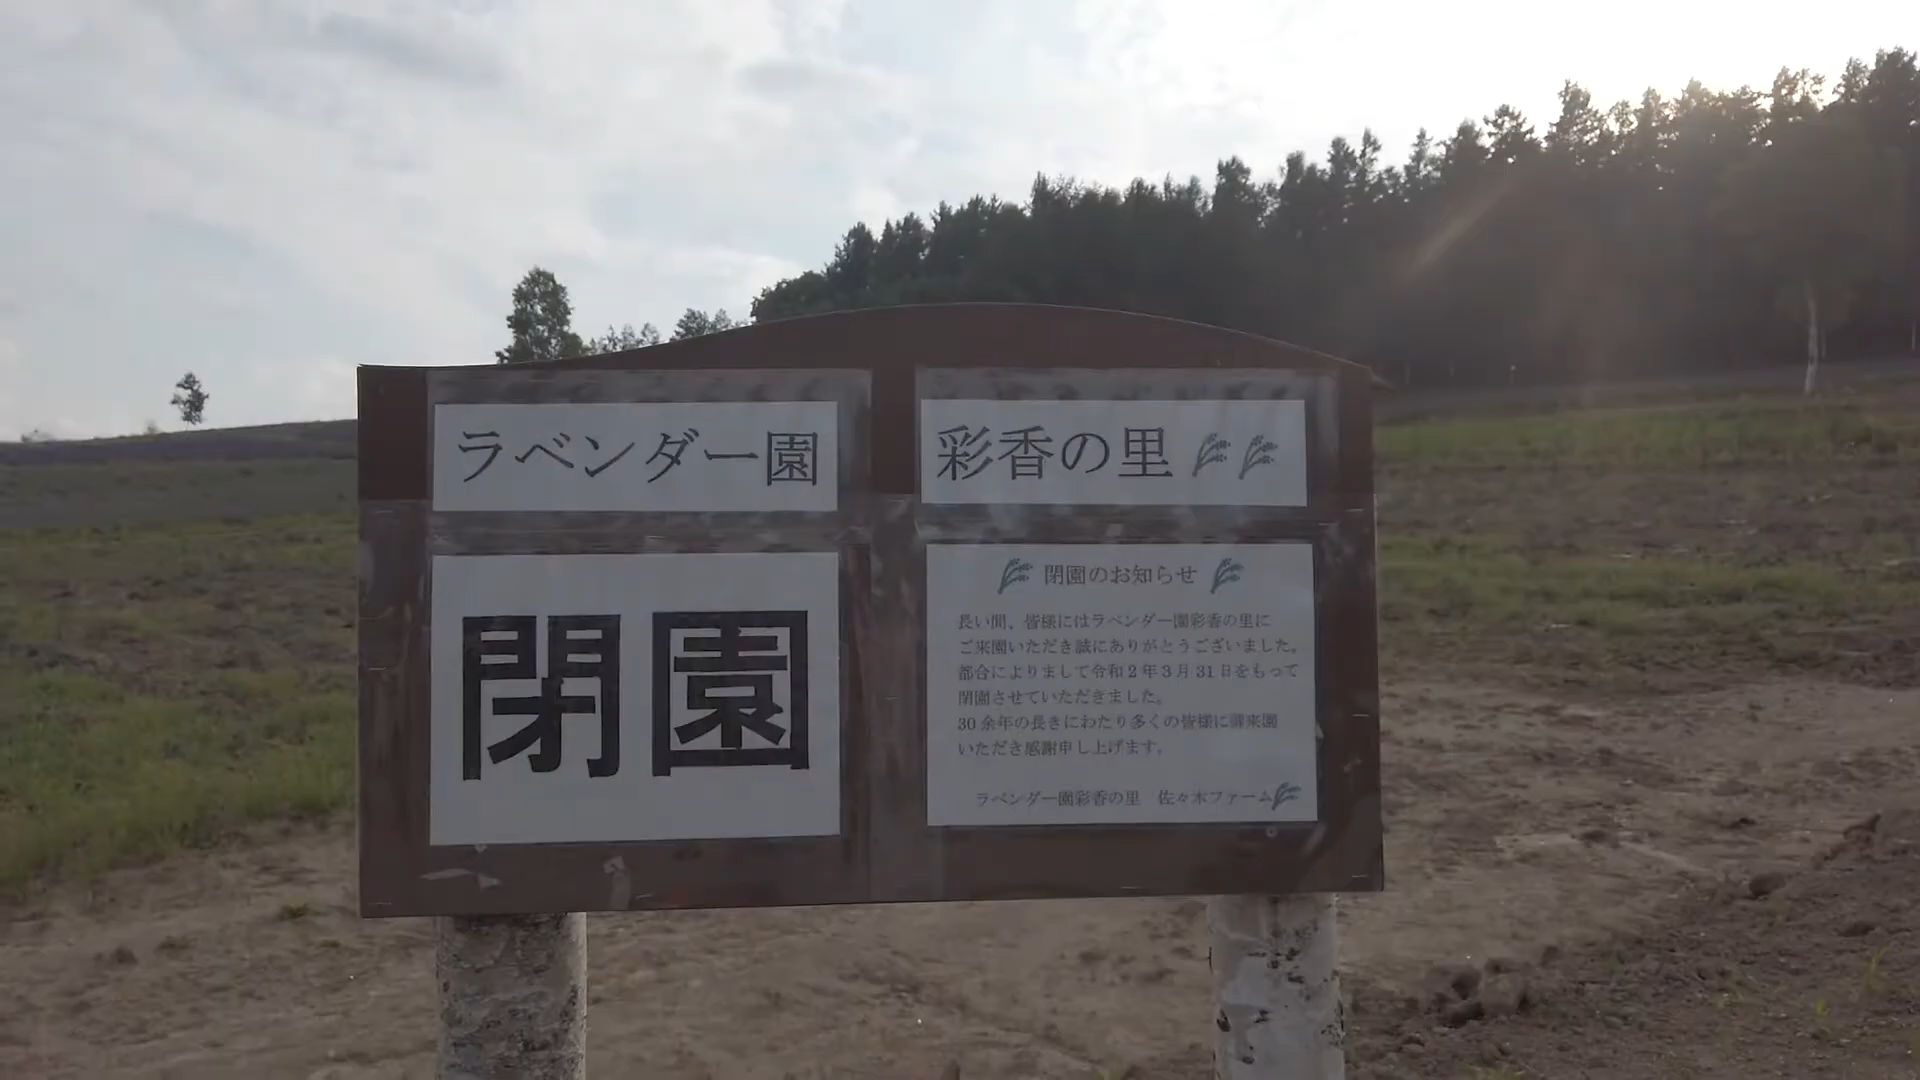 ラベンダー園
彩香の里
閉園
閉園のお知らせ
長い間、皆様にはラベンダー園彩香の里に
ご来園いただき誠にありがとうございました。
都合によりまして令和2年3月31日をもって
閉園させていただきました。
30余年の長きにわたり多くの皆様に御来園
いただき感謝申し上げます。
ラベンダー園彩香の里 佐々木ファーム